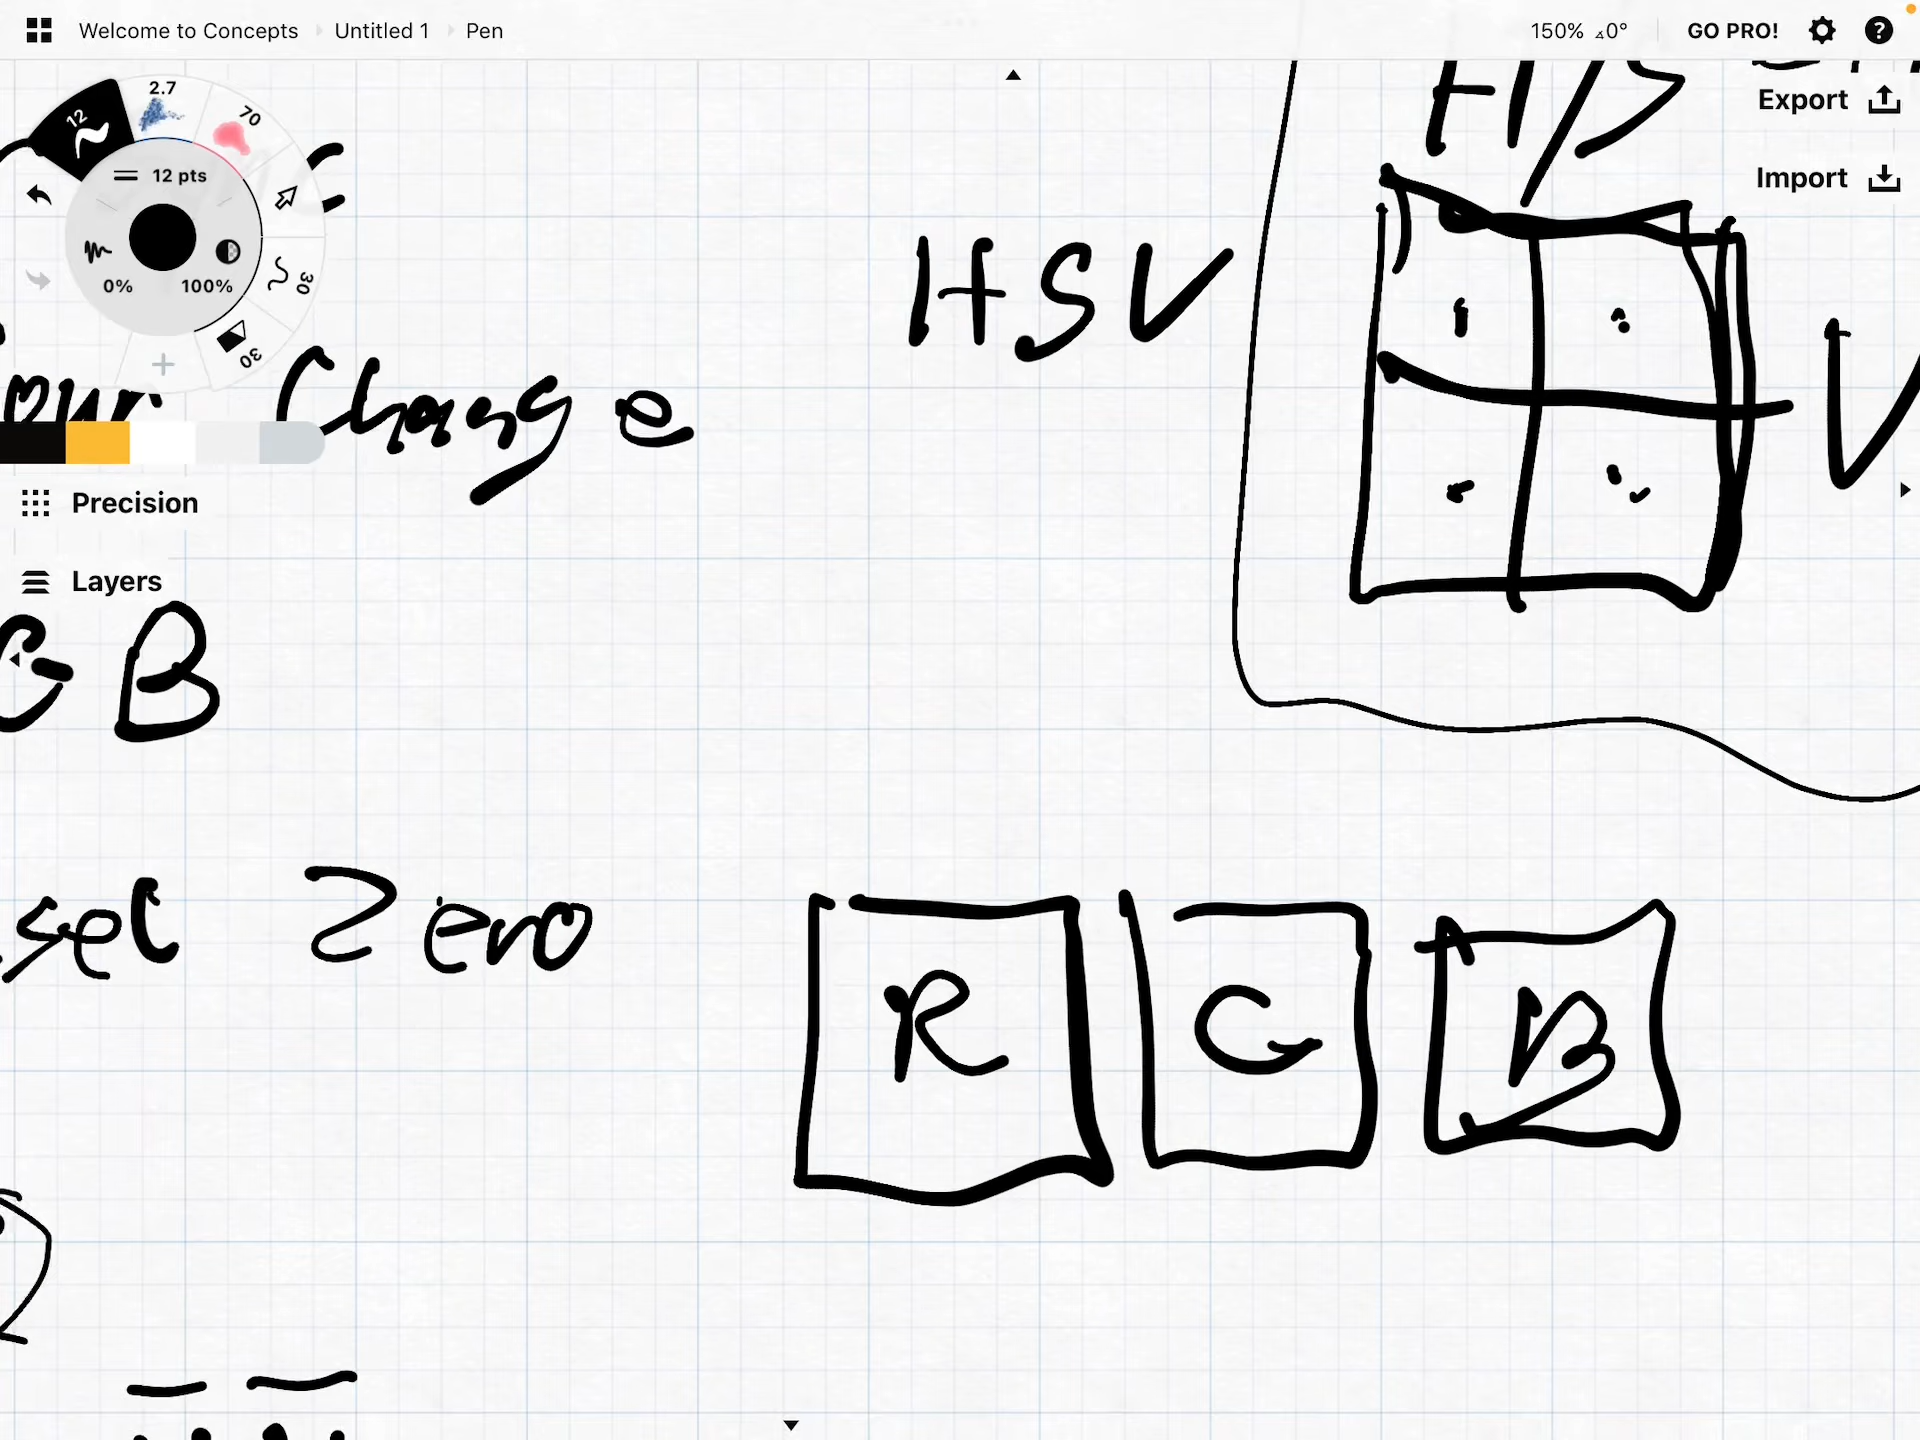 Welcome to Concepts Untitled 1 Pen 150% 0° GO PRO! ?
Export
Import
2.7
12
70
12 pts
0% 100%
30
30
HSV
Change
V
Precision
Layers
G B
set Zero
R G B